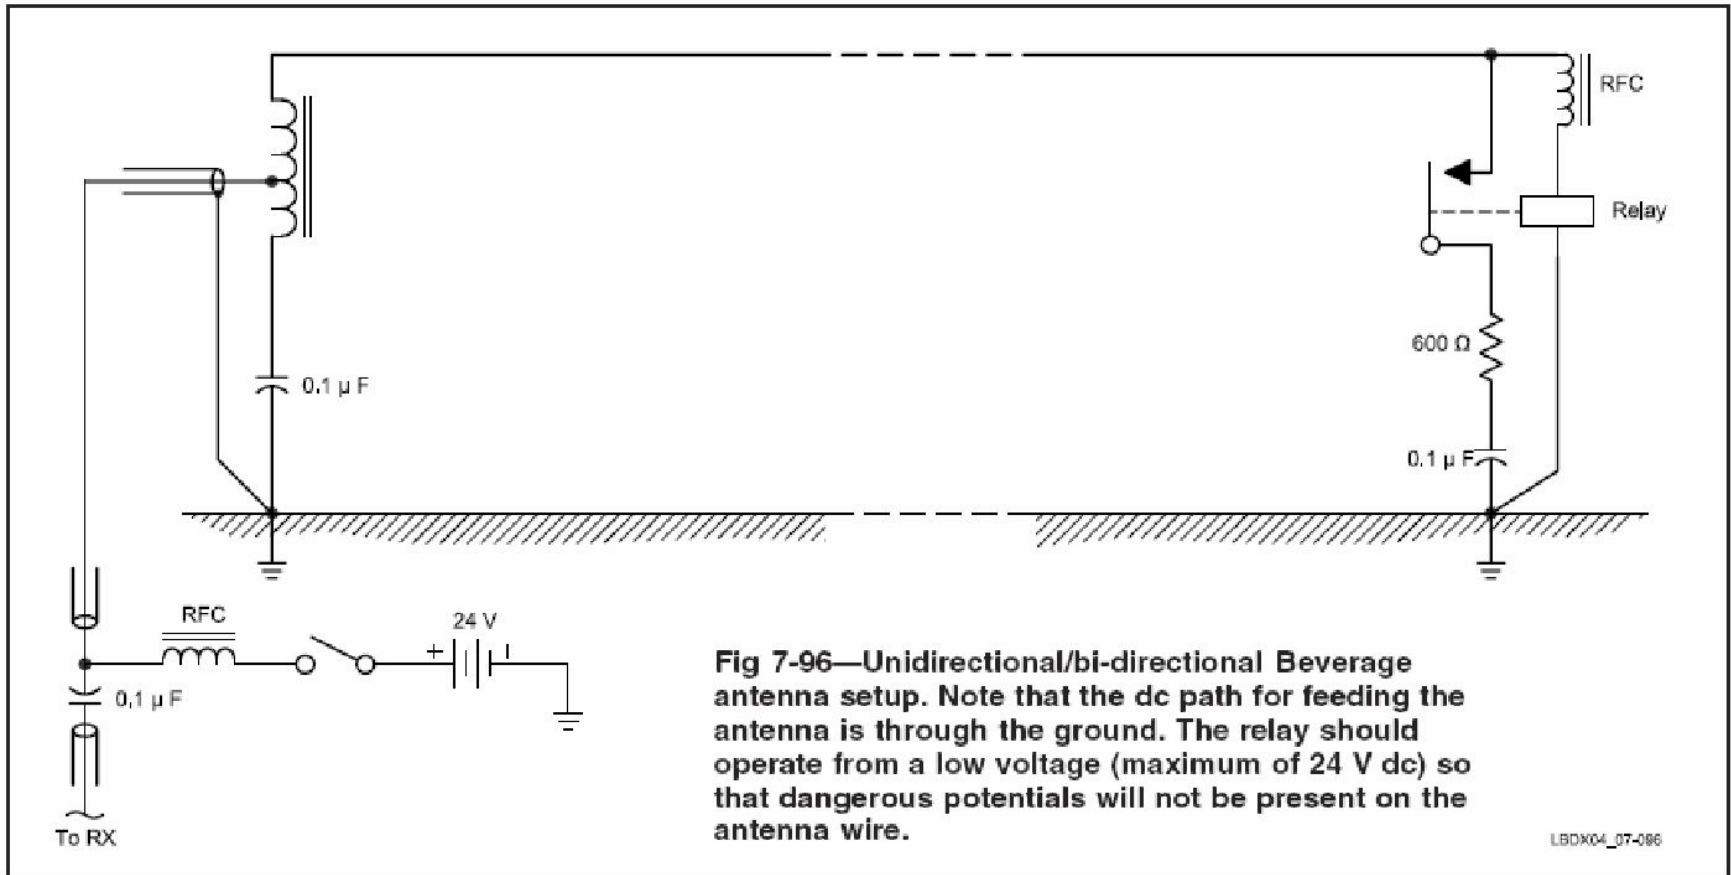 RFC
Relay
600 Ω
0.1 μ F
0.1 μ F
RFC
24 V
+
0,1 μ F
To RX
Fig 7-96—Unidirectional/bi-directional Beverage
antenna setup. Note that the dc path for feeding the
antenna is through the ground. The relay should
operate from a low voltage (maximum of 24 V dc) so
that dangerous potentials will not be present on the
antenna wire.
LBDX04_07-096